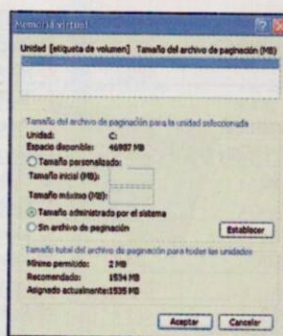 Memoria virtual
Unidad [etiqueta de volumen] Tamaño del archivo de paginación (MB)
Tamaño del archivo de paginación para la unidad seleccionada
Unidad: C:
Espacio disponible: 46987 MB
Tamaño personalizado:
Tamaño inicial (MB):
Tamaño máximo (MB):
Tamaño administrado por el sistema
Sin archivo de paginación
Establecer
Tamaño total del archivo de paginación para todas las unidades
Mínimo permitido: 2 MB
Recomendado: 1534 MB
Asignado actualmente: 1535 MB
Aceptar
Cancelar